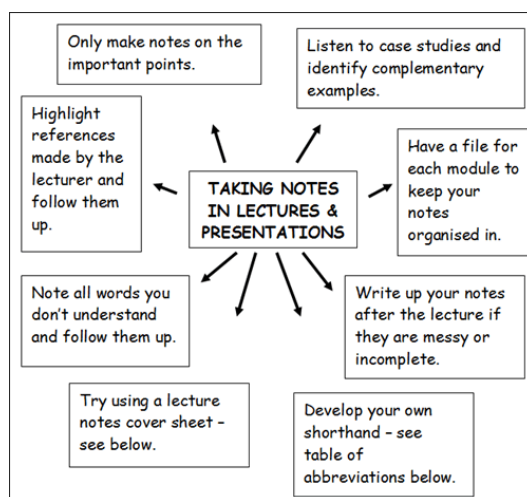 Only make notes on the
important points.
Listen to case studies and
identify complementary
examples.
Highlight
references
made by the
lecturer and
follow them
up.
TAKING NOTES
IN LECTURES &
PRESENTATIONS
Have a file for
each module to
keep your
notes
organised in.
Note all words you
don't understand
and follow them up.
Write up your notes
after the lecture if
they are messy or
incomplete.
Try using a lecture
notes cover sheet –
see below.
Develop your own
shorthand – see
table of
abbreviations below.